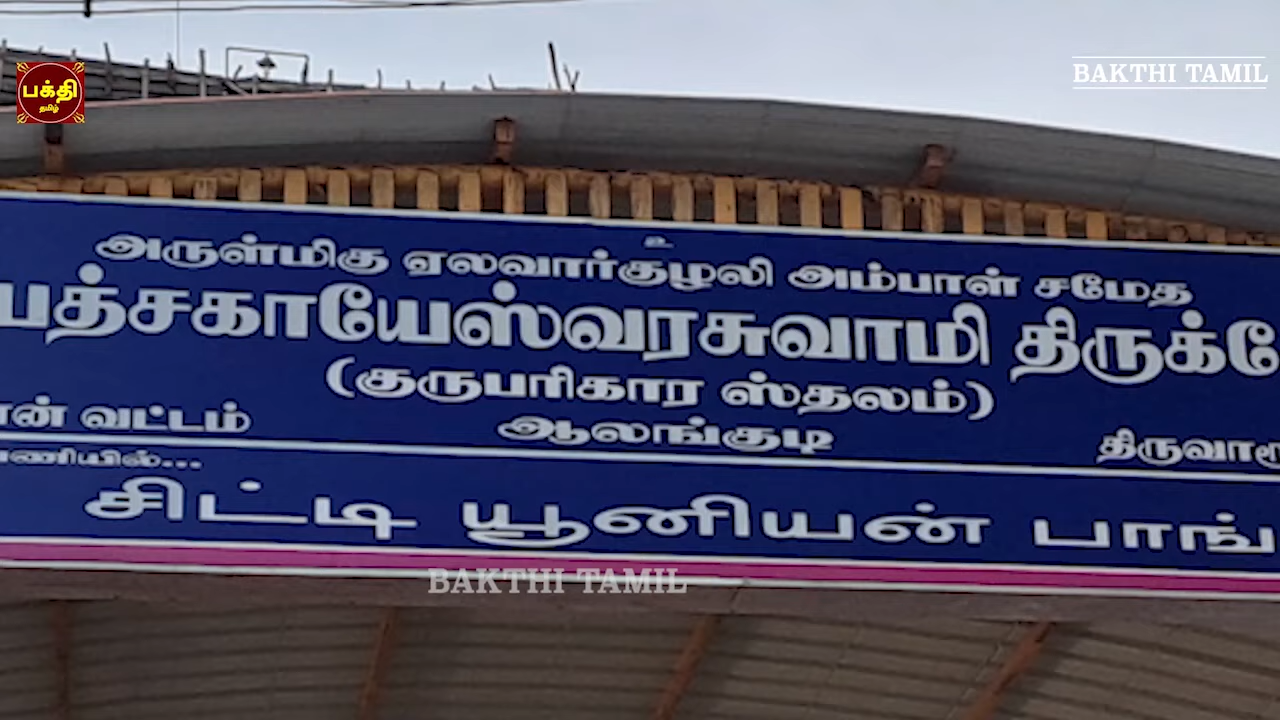 பக்தி
தமிழ்
BAKTHI TAMIL
உ
அருள்மிகு ஏலவார்குழலி அம்பாள் சமேத
பத்சகாயேஸ்வரசுவாமி திருக்கோ
(குருபரிகார ஸ்தலம்)
ான் வட்டம் ஆலங்குடி திருவாரூ
ணியில்...
சிட்டி யூனியன் பாங்
BAKTHI TAMIL